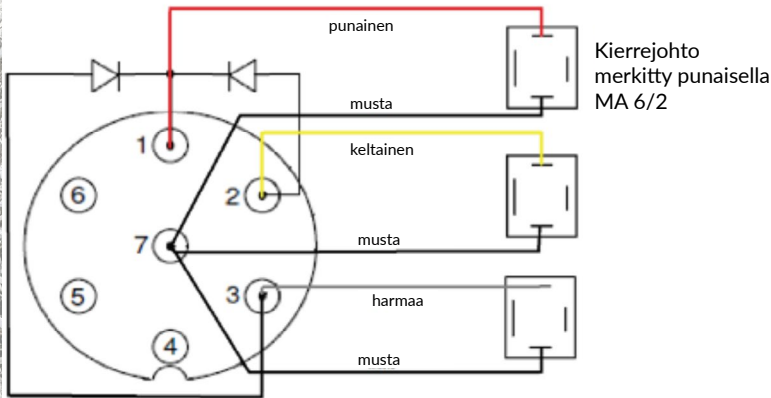 punainen
Kierrejohto
merkitty punaisella
MA 6/2
musta
1
keltainen
6
2
7
musta
5
3
harmaa
4
musta